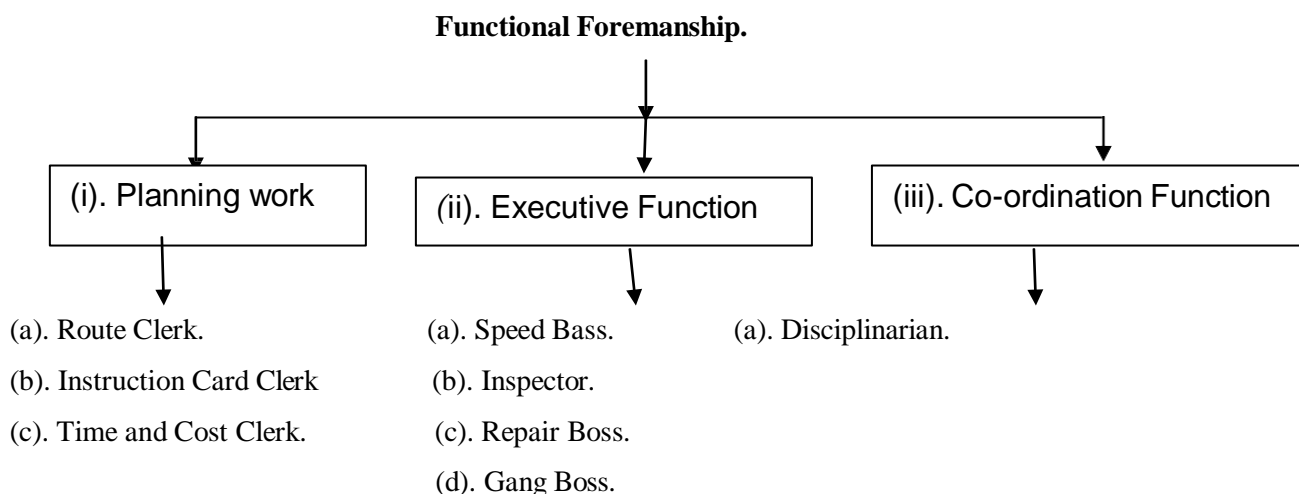 Functional Foremanship.
(i). Planning work
(ii). Executive Function
(iii). Co-ordination Function
(a). Route Clerk.
(b). Instruction Card Clerk
(c). Time and Cost Clerk.
(a). Speed Bass.
(b). Inspector.
(c). Repair Boss.
(d). Gang Boss.
(a). Disciplinarian.